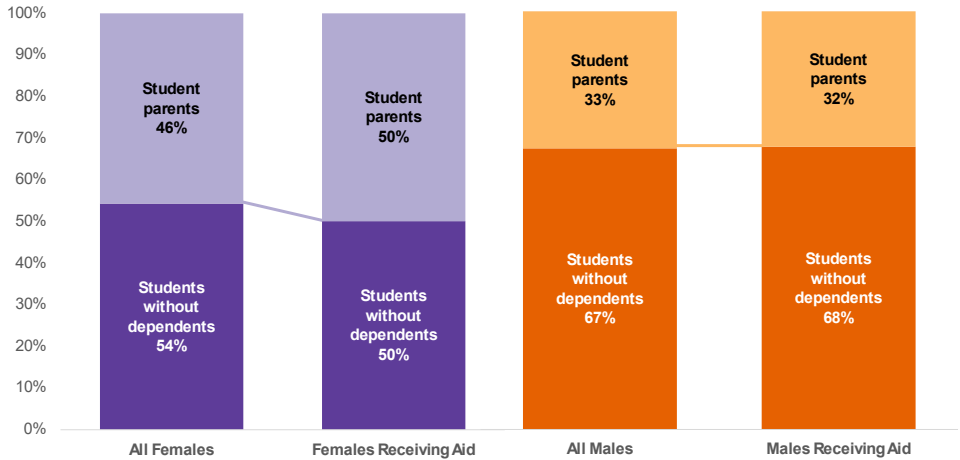 100%
90%
80%
70%
60%
50%
40%
30%
20%
10%
0%
Student
parents
46%
Students
without
dependents
54%
Student
parents
50%
Students
without
dependents
50%
Student
parents
33%
Students
without
dependents
67%
Student
parents
32%
Students
without
dependents
68%
All Females
Females Receiving Aid
All Males
Males Receiving Aid